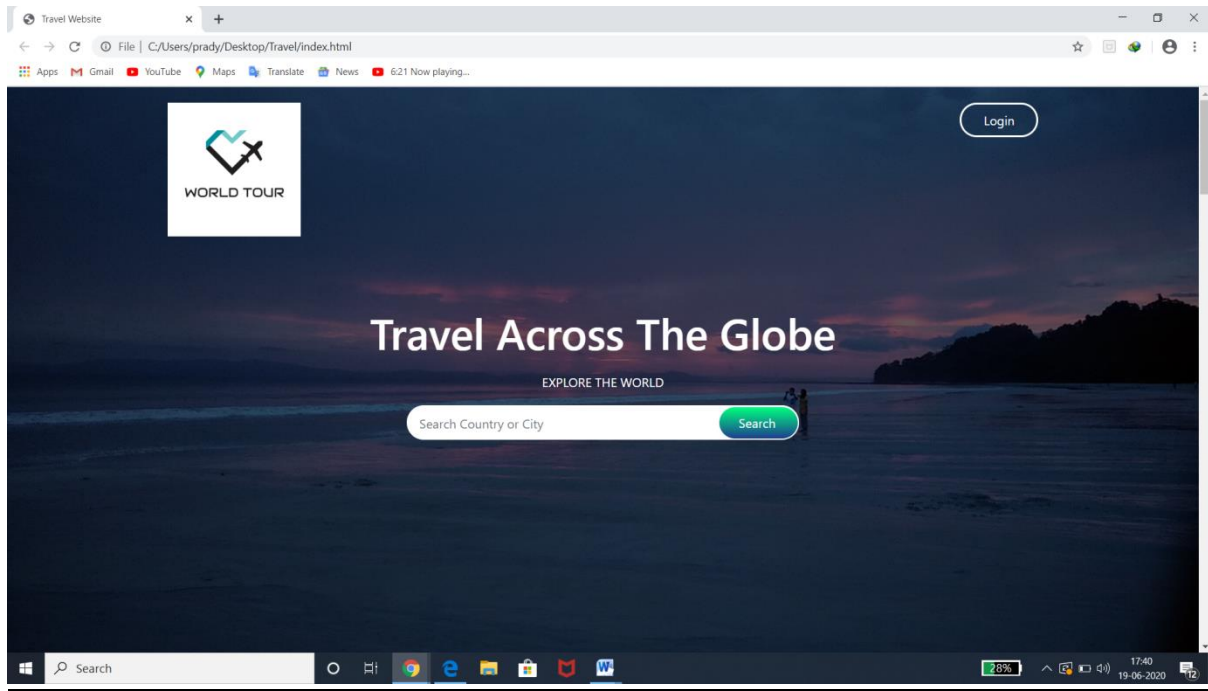 Travel Website
File | C:/Users/prady/Desktop/Travel/index.html
Apps Gmail YouTube Maps Translate News 6:21 Now playing...
Login
WORLD TOUR
Travel Across The Globe
EXPLORE THE WORLD
Search Country or City Search
Search
28%
17:40
19-06-2020
12